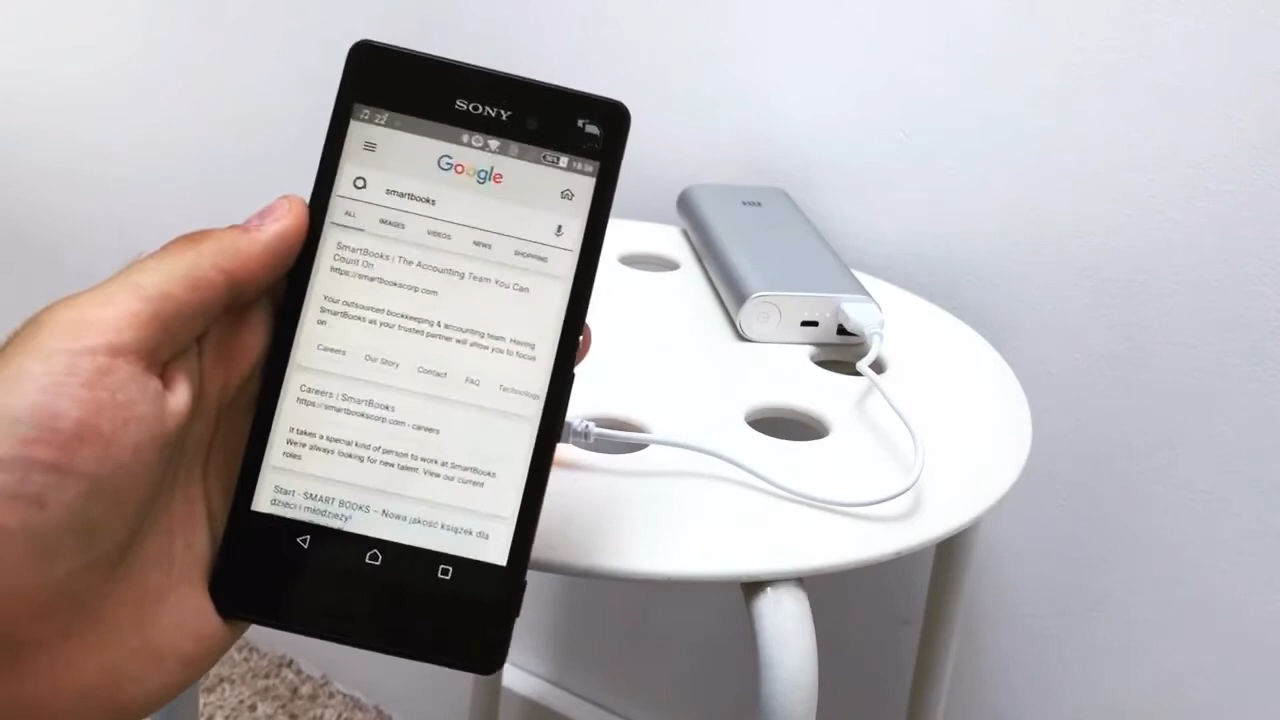 SONY
Google
smartbooks
ALL IMAGES VIDEOS NEWS SHOPPING
SmartBooks | The Accounting Team You Can
Count On
https://smartbookscorp.com
Your outsourced bookkeeping & accounting team. Having
SmartBooks as your trusted partner will allow you to focus
on ..
Careers Our Story Contact FAQ Technology
Careers | SmartBooks
https://smartbookscorp.com › careers
It takes a special kind of person to work at SmartBooks
We're always looking for new talent. View our current
roles.
Start - SMART BOOKS – Nowa jakość książek dla
dzieci i młodzieży!